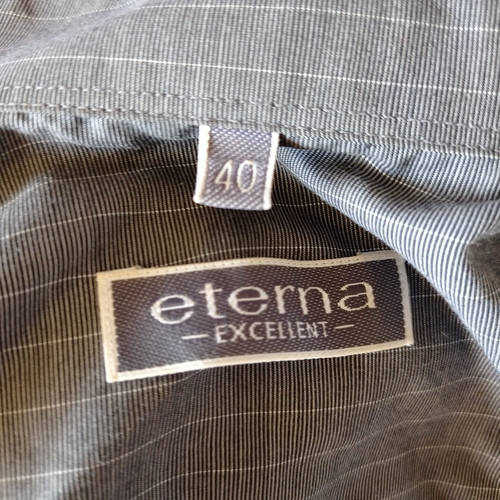 40
eterna
— EXCELLENT —